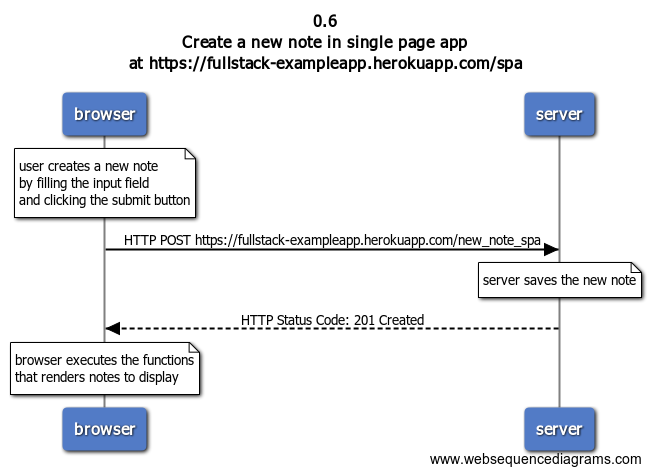 0.6
Create a new note in single page app
at https://fullstack-exampleapp.herokuapp.com/spa
browser
server
user creates a new note
by filling the input field
and clicking the submit button
HTTP POST https://fullstack-exampleapp.herokuapp.com/new_note_spa
server saves the new note
HTTP Status Code: 201 Created
browser executes the functions
that renders notes to display
browser
server
www.websequencediagrams.com